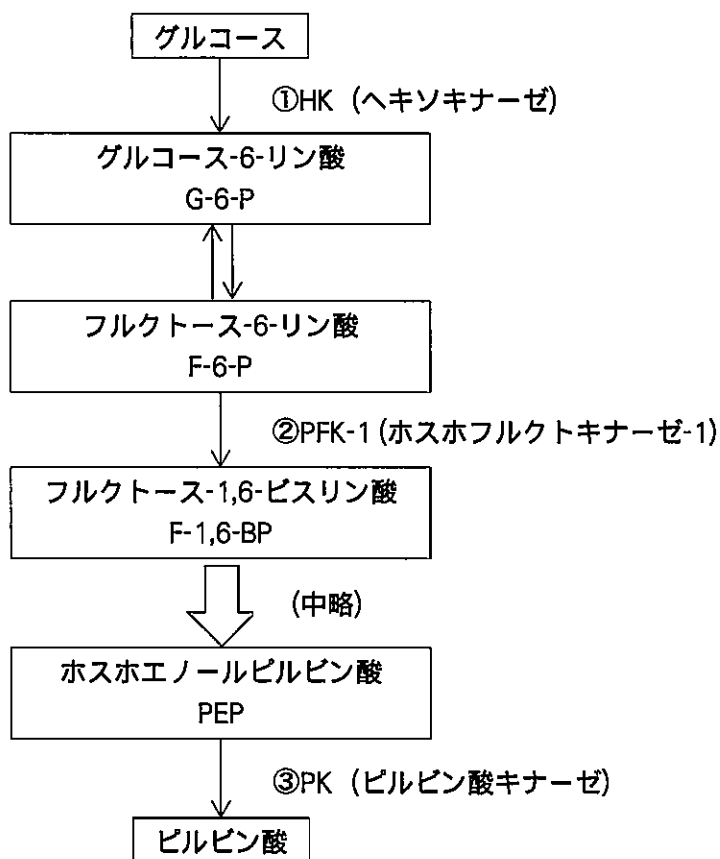 グルコース
①HK (ヘキソキナーゼ)
グルコース-6-リン酸
G-6-P
フルクトース-6-リン酸
F-6-P
②PFK-1(ホスホフルクトキナーゼ-1)
フルクトース-1,6-ビスリン酸
F-1,6-BP
(中略)
ホスホエノールピルビン酸
PEP
③PK (ピルビン酸キナーゼ)
ピルビン酸